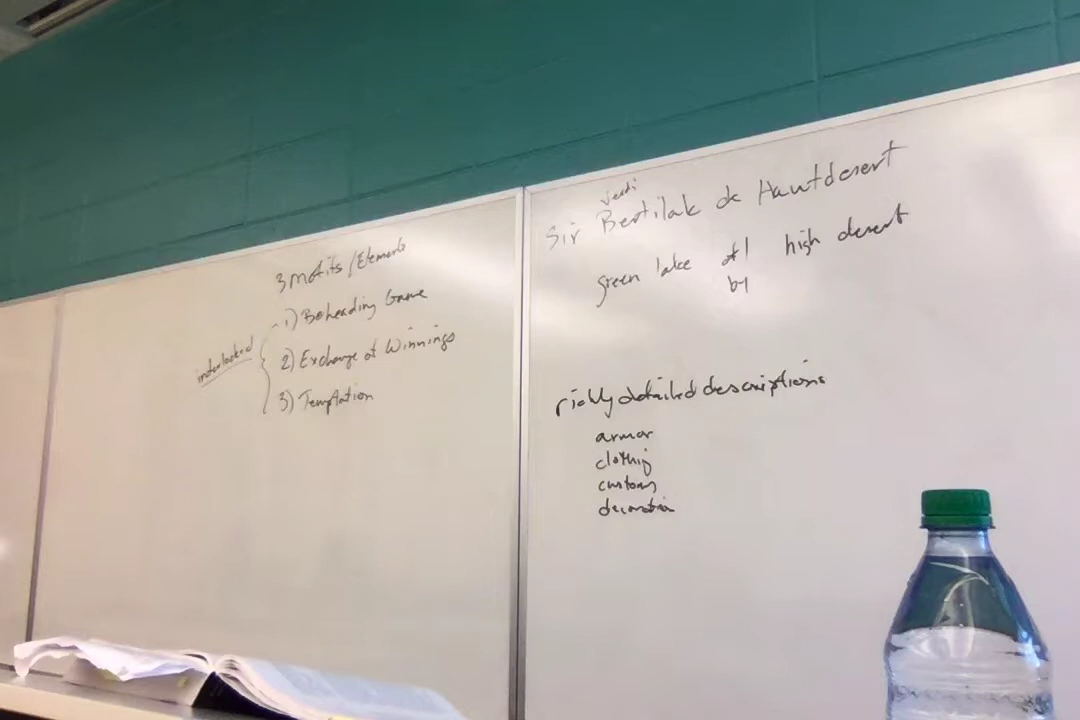 3 motifs / Elements
interlocked
1) Beheading Game
2) Exchange of Winnings
3) Temptation
Verdi
Sir Bertilak de Hautdesert
green lake of high desert
by
richly detailed descriptions
armor
clothing
customs
decoration